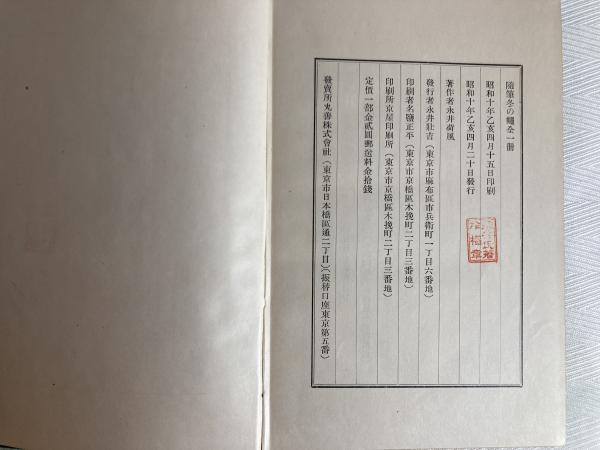 随筆冬の蠅全一册
昭和十年乙亥四月十五日印刷
昭和十年乙亥四月二十日發行
著作者永井荷風
發行者永井壯吉（東京市麻布區市兵衞町一丁目六番地）
印刷者名鹽正平（東京市京橋區木挽町二丁目三番地）
印刷所京屋印刷所（東京市京橋區木挽町二丁目三番地）
定價一部金貳圓郵送料金拾錢
發賣所丸善株式會社（東京市日本橋區通二丁目）（振替口座東京第五番）